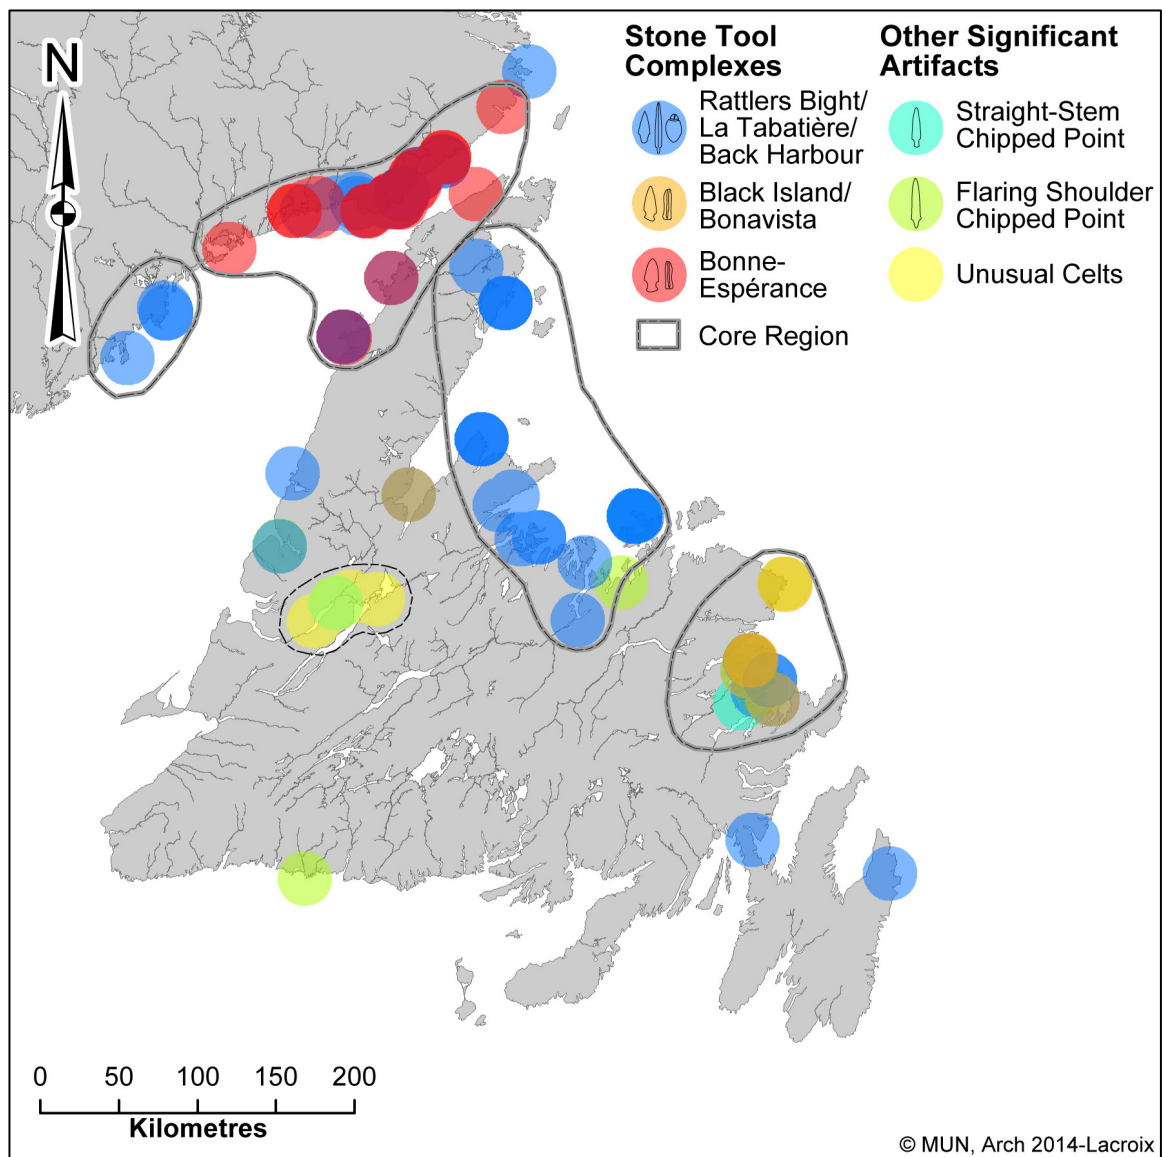 N
Stone Tool
Complexes
Rattlers Bight/
La Tabatière/
Back Harbour
Black Island/
Bonavista
Bonne-
Espérance
Core Region
Other Significant
Artifacts
Straight-Stem
Chipped Point
Flaring Shoulder
Chipped Point
Unusual Celts
0 50 100 150 200
Kilometres
© MUN, Arch 2014-Lacroix